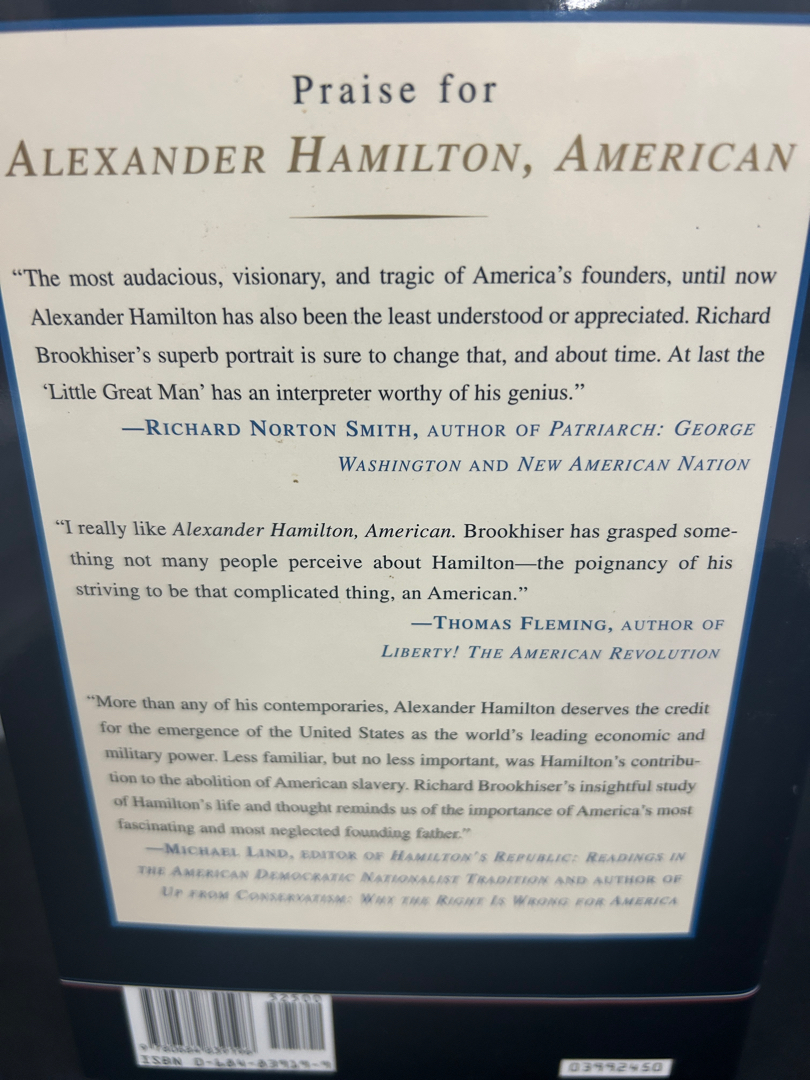 Praise for
ALEXANDER HAMILTON, AMERICAN
“The most audacious, visionary, and tragic of America’s founders, until now
Alexander Hamilton has also been the least understood or appreciated. Richard
Brookhiser’s superb portrait is sure to change that, and about time. At last the
‘Little Great Man’ has an interpreter worthy of his genius.”
—RICHARD NORTON SMITH, AUTHOR OF PATRIARCH: GEORGE
WASHINGTON AND NEW AMERICAN NATION
“I really like Alexander Hamilton, American. Brookhiser has grasped some-
thing not many people perceive about Hamilton—the poignancy of his
striving to be that complicated thing, an American.”
—THOMAS FLEMING, AUTHOR OF
LIBERTY! THE AMERICAN REVOLUTION
“More than any of his contemporaries, Alexander Hamilton deserves the credit
for the emergence of the United States as the world’s leading economic and
military power. Less familiar, but no less important, was Hamilton’s contribu-
tion to the abolition of American slavery. Richard Brookhiser’s insightful study
of Hamilton’s life and thought reminds us of the importance of America’s most
fascinating and most neglected founding father.”
—MICHAEL LIND, EDITOR OF HAMILTON’S REPUBLIC: READINGS IN
THE AMERICAN DEMOCRATIC NATIONALIST TRADITION AND AUTHOR OF
UP FROM CONSERVATISM: WHY THE RIGHT IS WRONG FOR AMERICA
ISBN 0-684-83919-9
03992450